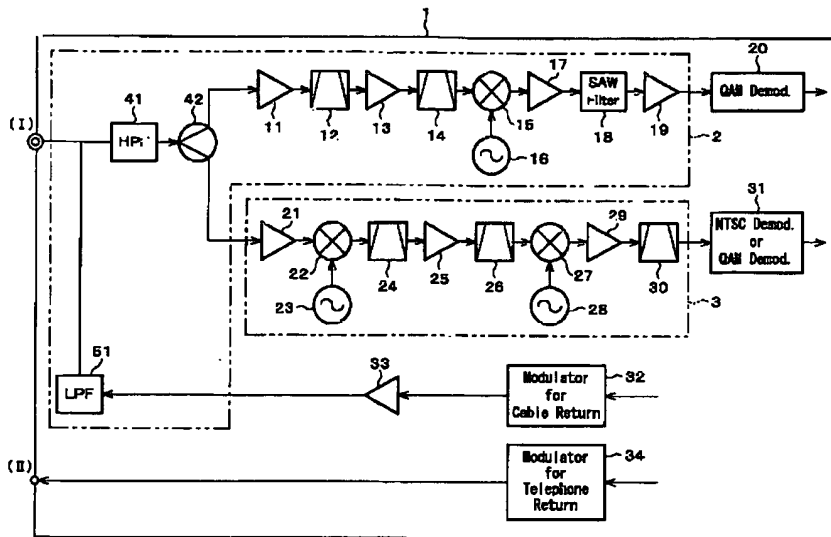 1
20
17
SAW
Filter
QAM Demod.
41
42
(I)
11
12
13
14
15
18
19
16
2
31
21
29
NTSC Demod.
or
QAM Demod.
22
24
25
26
27
30
23
28
3
51
33
LPF
Modulator
for
Cable Return
32
(II)
Modulator
for
Telephone
Return
34